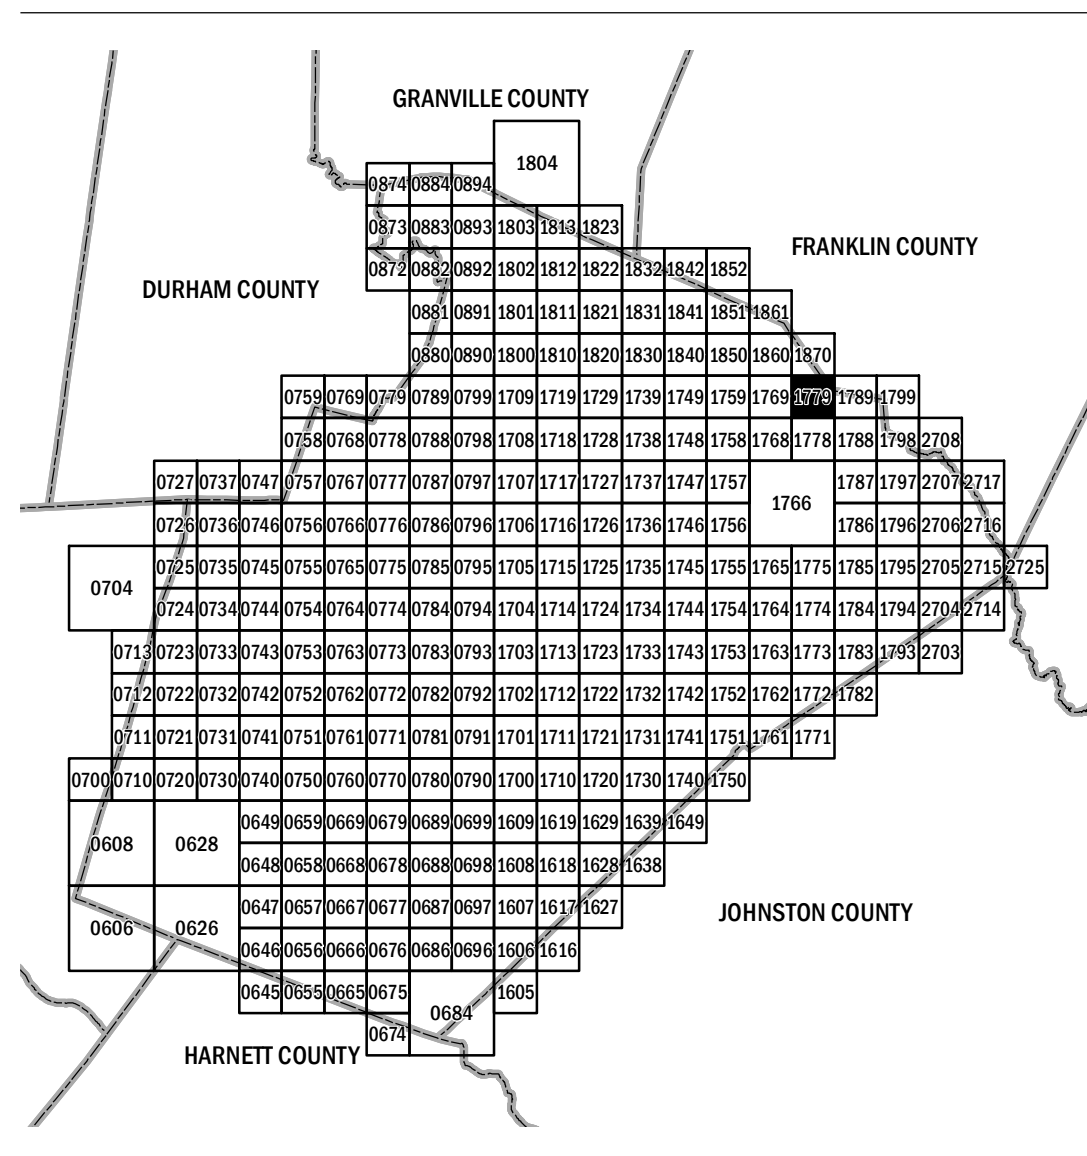 GRANVILLE COUNTY
1804
0874 0884 0894
0873 0883 0893 1803 1813 1823
FRANKLIN COUNTY
0872 0882 0892 1802 1812 1822 1832 1842 1852
DURHAM COUNTY
0881 0891 1801 1811 1821 1831 1841 1851 1861
0880 0890 1800 1810 1820 1830 1840 1850 1860 1870
0759 0769 0779 0789 0799 1709 1719 1729 1739 1749 1759 1769 1779 1789 1799
0758 0768 0778 0788 0798 1708 1718 1728 1738 1748 1758 1768 1778 1788 1798 2708
0727 0737 0747 0757 0767 0777 0787 0797 1707 1717 1727 1737 1747 1757 1787 1797 2707 2717
1766
0726 0736 0746 0756 0766 0776 0786 0796 1706 1716 1726 1736 1746 1756 1786 1796 2706 2716
0725 0735 0745 0755 0765 0775 0785 0795 1705 1715 1725 1735 1745 1755 1765 1775 1785 1795 2705 2715 2725
0704
0724 0734 0744 0754 0764 0774 0784 0794 1704 1714 1724 1734 1744 1754 1764 1774 1784 1794 2704 2714
0713 0723 0733 0743 0753 0763 0773 0783 0793 1703 1713 1723 1733 1743 1753 1763 1773 1783 1793 2703
0712 0722 0732 0742 0752 0762 0772 0782 0792 1702 1712 1722 1732 1742 1752 1762 1772 1782
0711 0721 0731 0741 0751 0761 0771 0781 0791 1701 1711 1721 1731 1741 1751 1761 1771
0700 0710 0720 0730 0740 0750 0760 0770 0780 0790 1700 1710 1720 1730 1740 1750
0649 0659 0669 0679 0689 0699 1609 1619 1629 1639 1649
0608 0628
0648 0658 0668 0678 0688 0698 1608 1618 1628 1638
0647 0657 0667 0677 0687 0697 1607 1617 1627
JOHNSTON COUNTY
0606 0626
0646 0656 0666 0676 0686 0696 1606 1616
0645 0655 0665 0675 1605
0684
0674
HARNETT COUNTY